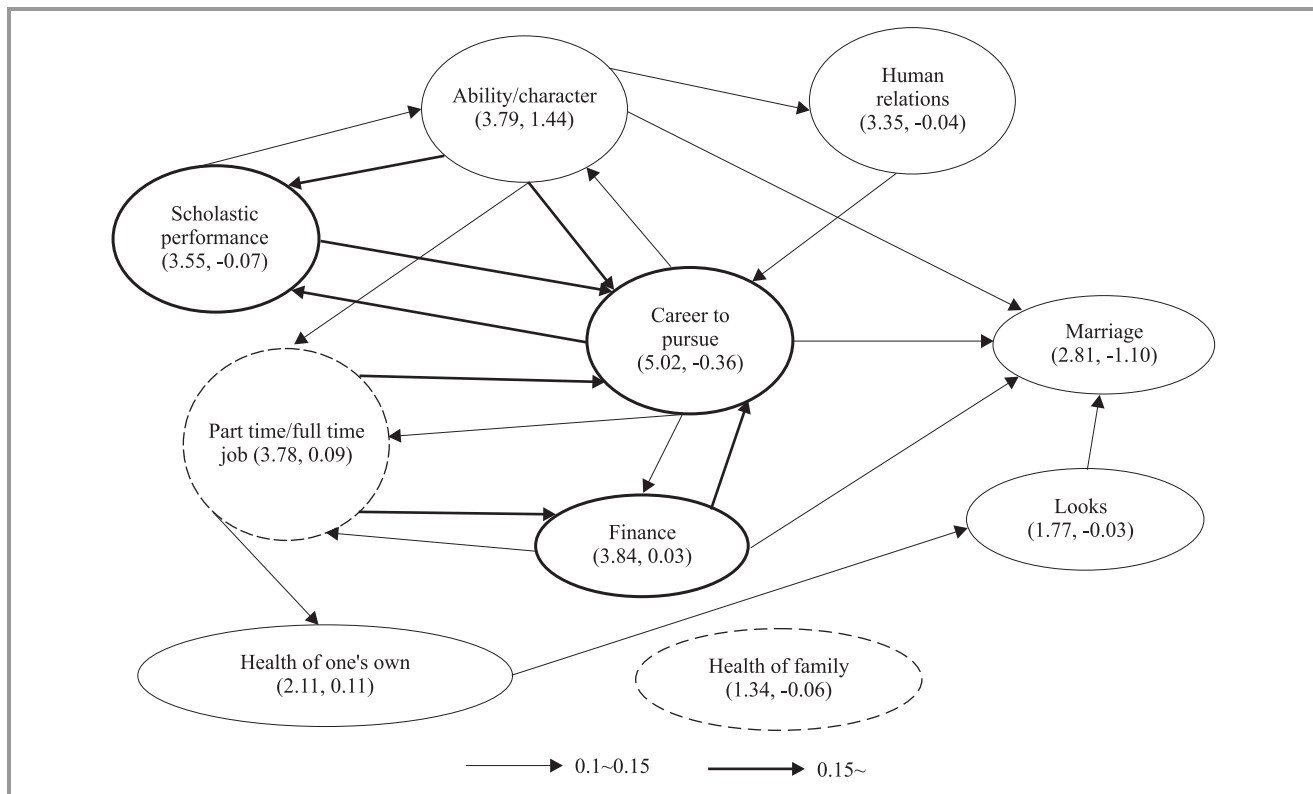 Ability/character
(3.79, 1.44)
Human
relations
(3.35, -0.04)
Scholastic
performance
(3.55, -0.07)
Career to
pursue
(5.02, -0.36)
Marriage
(2.81, -1.10)
Part time/full time
job (3.78, 0.09)
Finance
(3.84, 0.03)
Looks
(1.77, -0.03)
Health of one's own
(2.11, 0.11)
Health of family
(1.34, -0.06)
0.1~0.15
0.15~